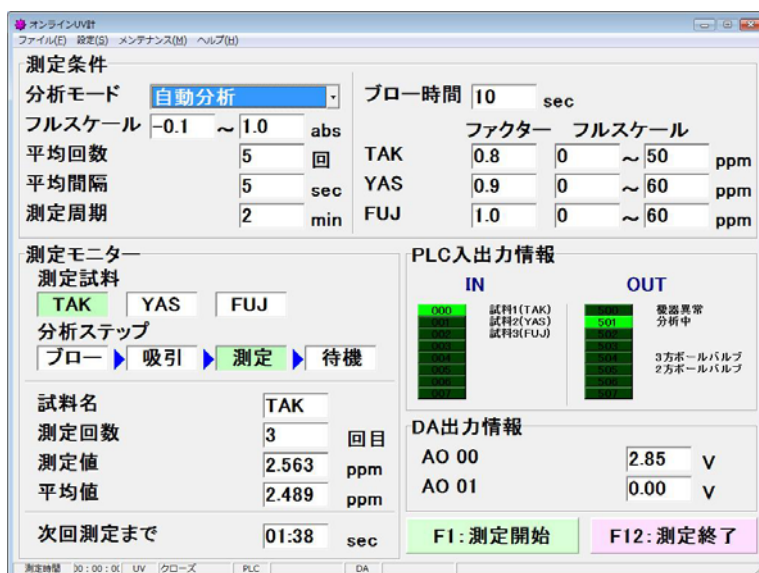 オンラインUV計
ファイル(F) 設定(S) メンテナンス(M) ヘルプ(H)
測定条件
分析モード 自動分析
フルスケール -0.1 ～ 1.0 abs
平均回数 5 回
平均間隔 5 sec
測定周期 2 min
ブロー時間 10 sec
ファクター フルスケール
TAK 0.8 0 ～ 50 ppm
YAS 0.9 0 ～ 60 ppm
FUJ 1.0 0 ～ 60 ppm
測定モニター
測定試料
TAK YAS FUJ
分析ステップ
ブロー 吸引 測定 待機
試料名 TAK
測定回数 3 回目
測定値 2.563 ppm
平均値 2.489 ppm
次回測定まで 01:38 sec
PLC入出力情報
IN OUT
000 試料1(TAK) 500 機器異常
001 試料2(YAS) 501 分析中
002 試料3(FUJ) 502
003 503
004 504 3方ボールバルブ
005 505 2方ボールバルブ
006 506
007 507
DA出力情報
AO 00 2.85 V
AO 01 0.00 V
F1:測定開始 F12:測定終了
測定時間 UV クローズ PLC DA